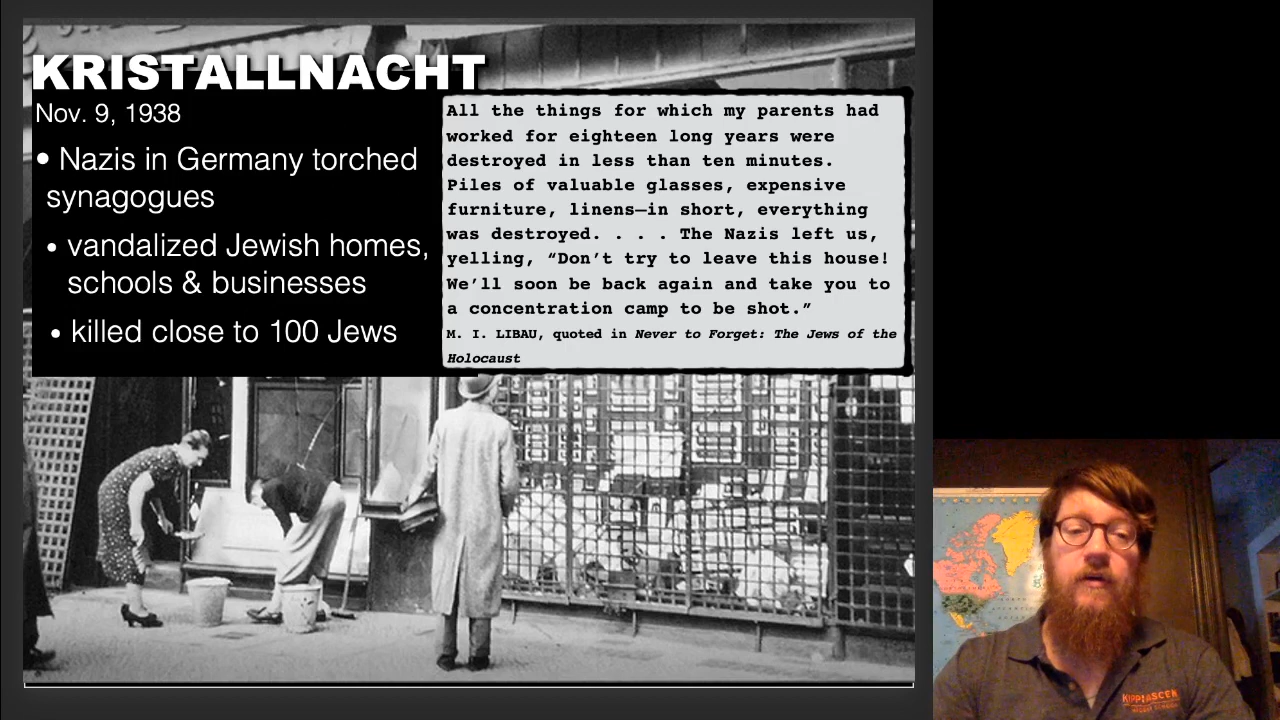 KRISTALLNACHT
Nov. 9, 1938
• Nazis in Germany torched
synagogues
• vandalized Jewish homes,
schools & businesses
• killed close to 100 Jews
All the things for which my parents had
worked for eighteen long years were
destroyed in less than ten minutes.
Piles of valuable glasses, expensive
furniture, linens—in short, everything
was destroyed. . . . The Nazis left us,
yelling, “Don’t try to leave this house!
We’ll soon be back again and take you to
a concentration camp to be shot.”
M. I. LIBAU, quoted in Never to Forget: The Jews of the
Holocaust